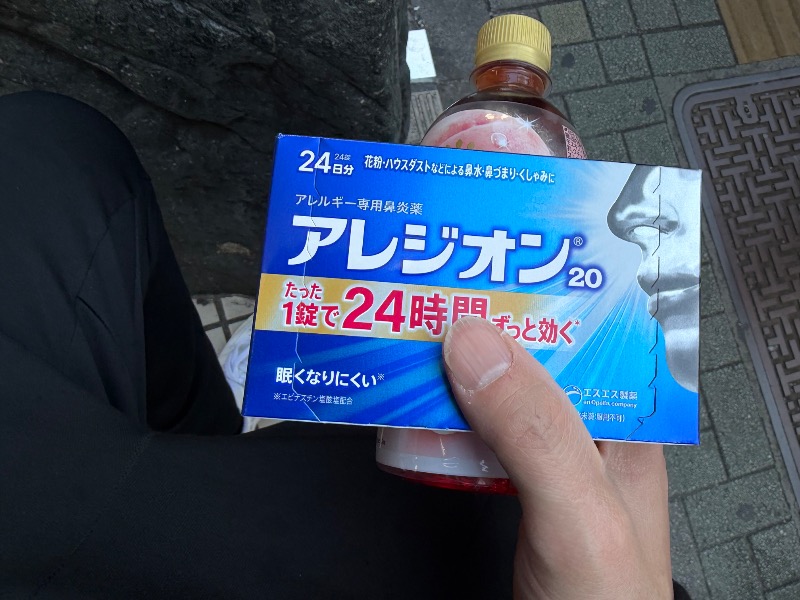 24日分
24錠
花粉・ハウスダストなどによる鼻水・鼻づまり・くしゃみに
アレルギー専用鼻炎薬
アレジオン®20
たった
1錠で24時間ずっと効く*
眠くなりにくい※
※エピナスチン塩酸塩配合
エスエス製薬
an Opella. company